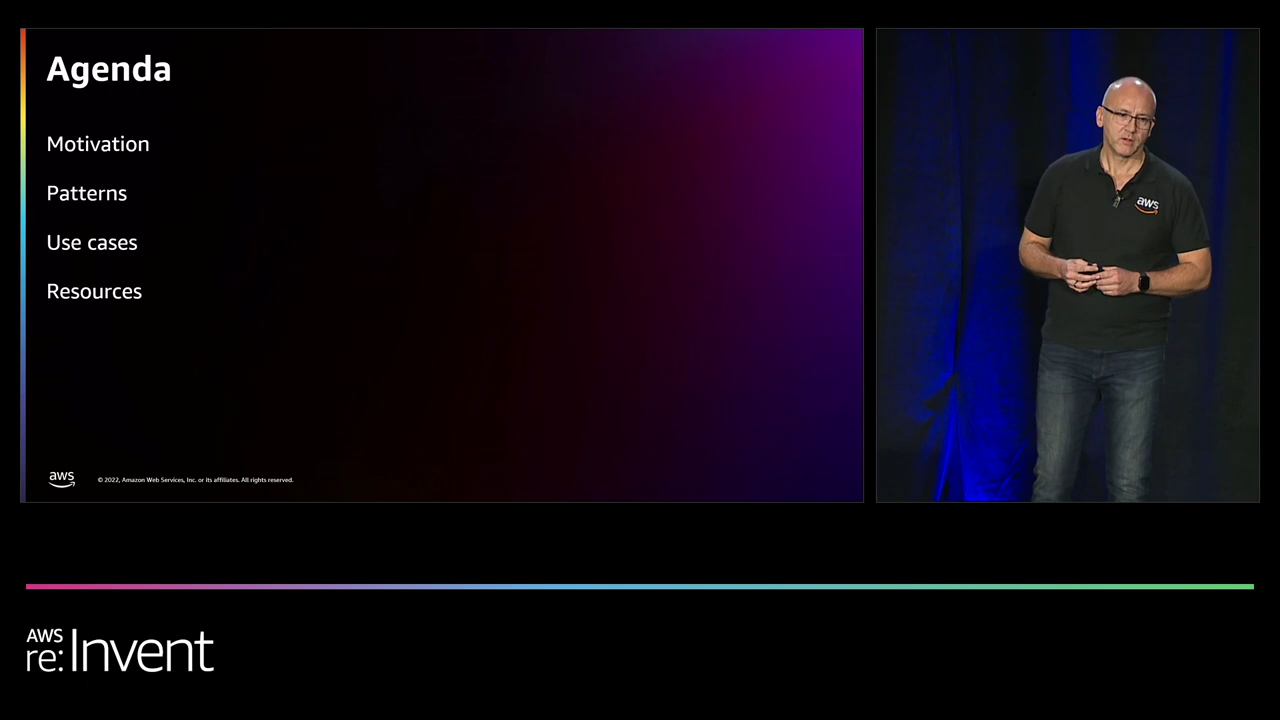 Agenda
Motivation
Patterns
Use cases
Resources
aws
© 2022, Amazon Web Services, Inc. or its affiliates. All rights reserved.
aws
AWS
re:Invent